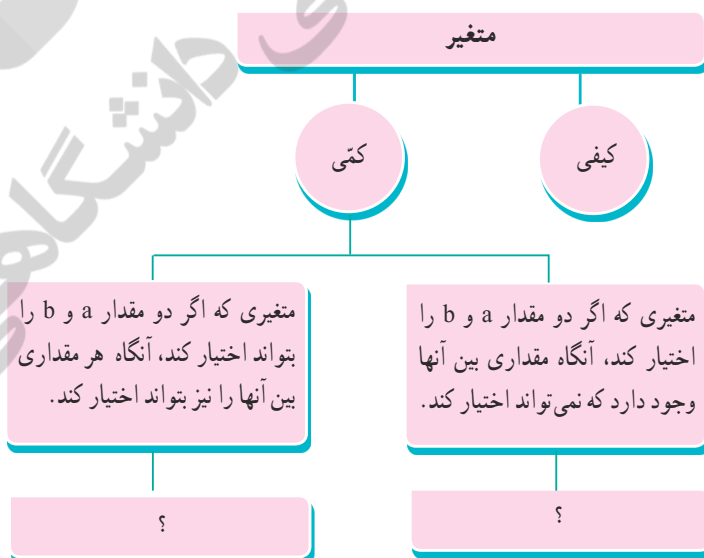 متغیر
کیفی
کمّی
متغیری که اگر دو مقدار a و b را
اختیار کند، آنگاه مقداری بین آنها
وجود دارد که نمی‌تواند اختیار کند.
متغیری که اگر دو مقدار a و b را
بتواند اختیار کند، آنگاه هر مقداری
بین آنها را نیز بتواند اختیار کند.
؟
؟